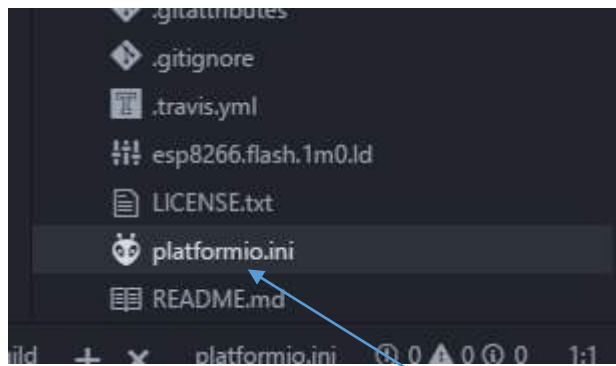 .gitattributes
.gitignore
.travis.yml
esp8266.flash.1m0.ld
LICENSE.txt
platformio.ini
README.md
platformio.ini 0 0 0 1:1